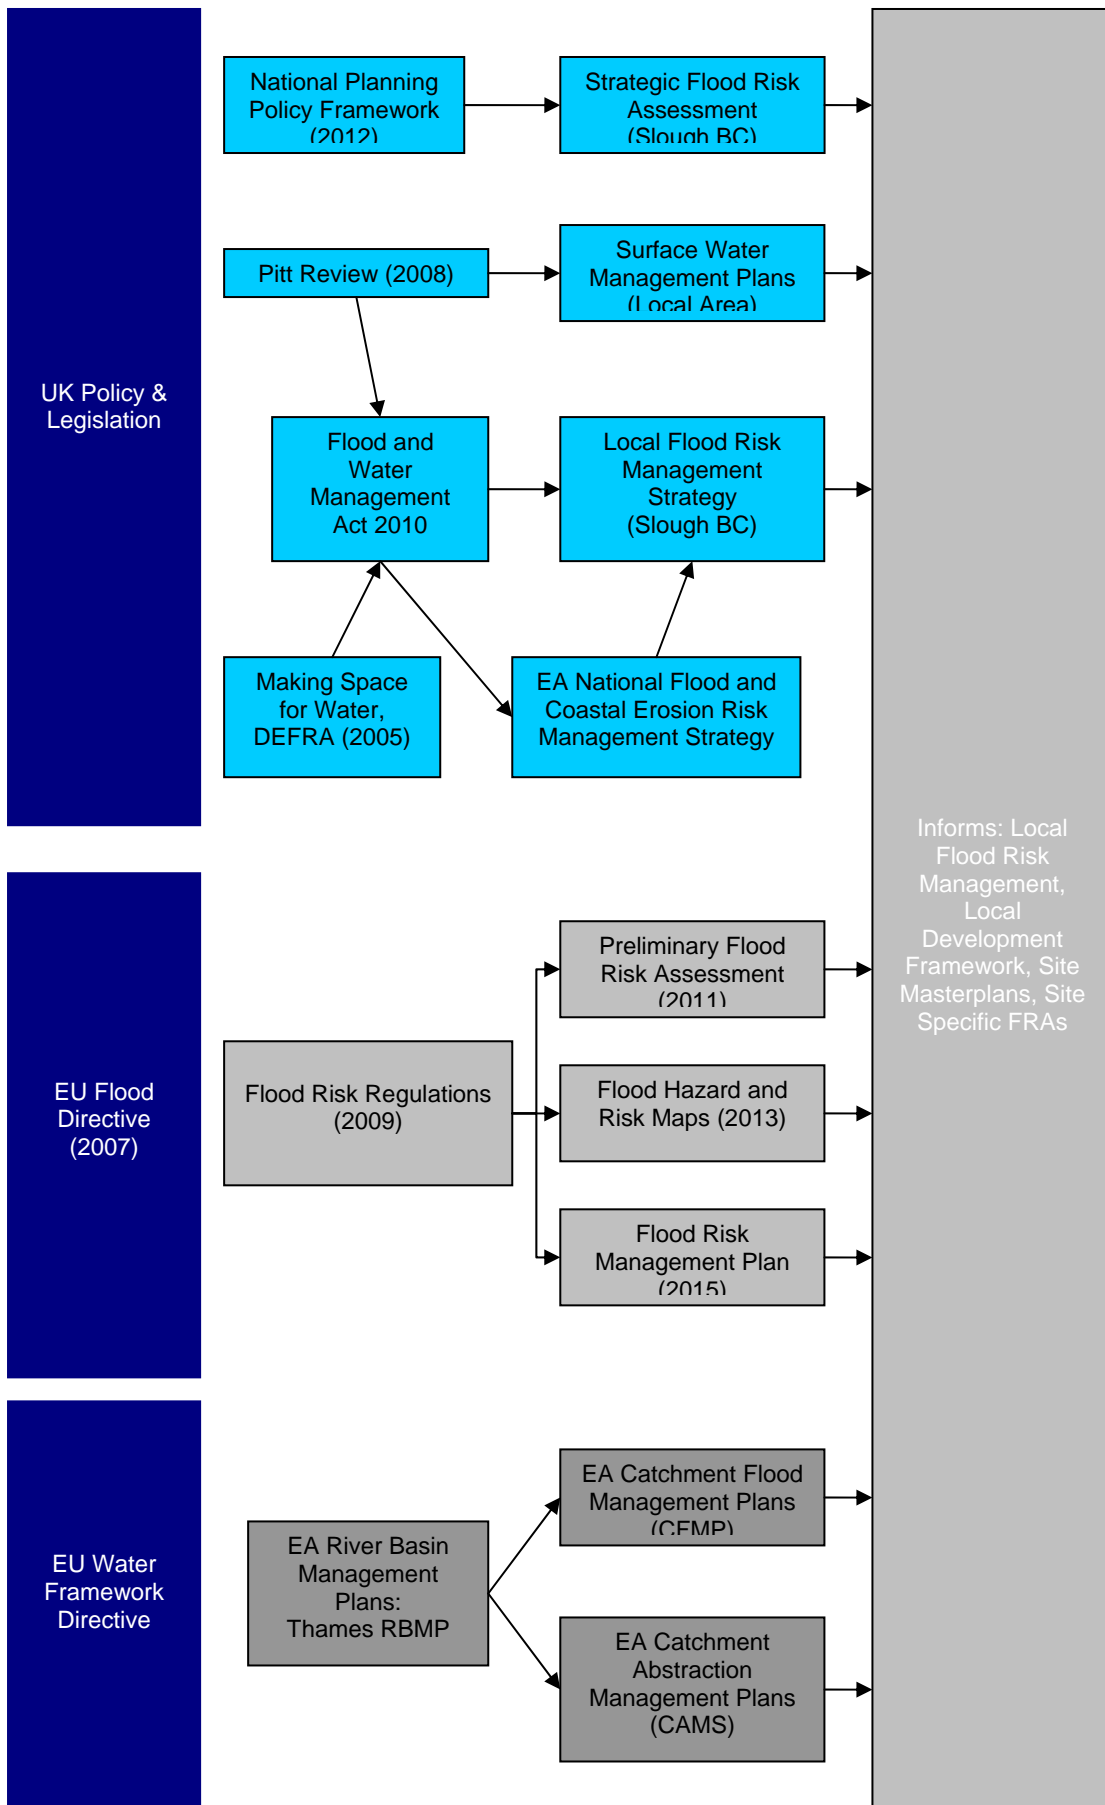 National Planning
Policy Framework
(2012)
Strategic Flood Risk
Assessment
(Slough BC)
Pitt Review (2008)
Surface Water
Management Plans
(Local Area)
UK Policy &
Legislation
Flood and
Water
Management
Act 2010
Local Flood Risk
Management
Strategy
(Slough BC)
Making Space
for Water,
DEFRA (2005)
EA National Flood and
Coastal Erosion Risk
Management Strategy
Informs: Local
Flood Risk
Management,
Local
Development
Framework, Site
Masterplans, Site
Specific FRAs
EU Flood
Directive
(2007)
Flood Risk Regulations
(2009)
Preliminary Flood
Risk Assessment
(2011)
Flood Hazard and
Risk Maps (2013)
Flood Risk
Management Plan
(2015)
EU Water
Framework
Directive
EA River Basin
Management
Plans:
Thames RBMP
EA Catchment Flood
Management Plans
(CFMP)
EA Catchment
Abstraction
Management Plans
(CAMS)